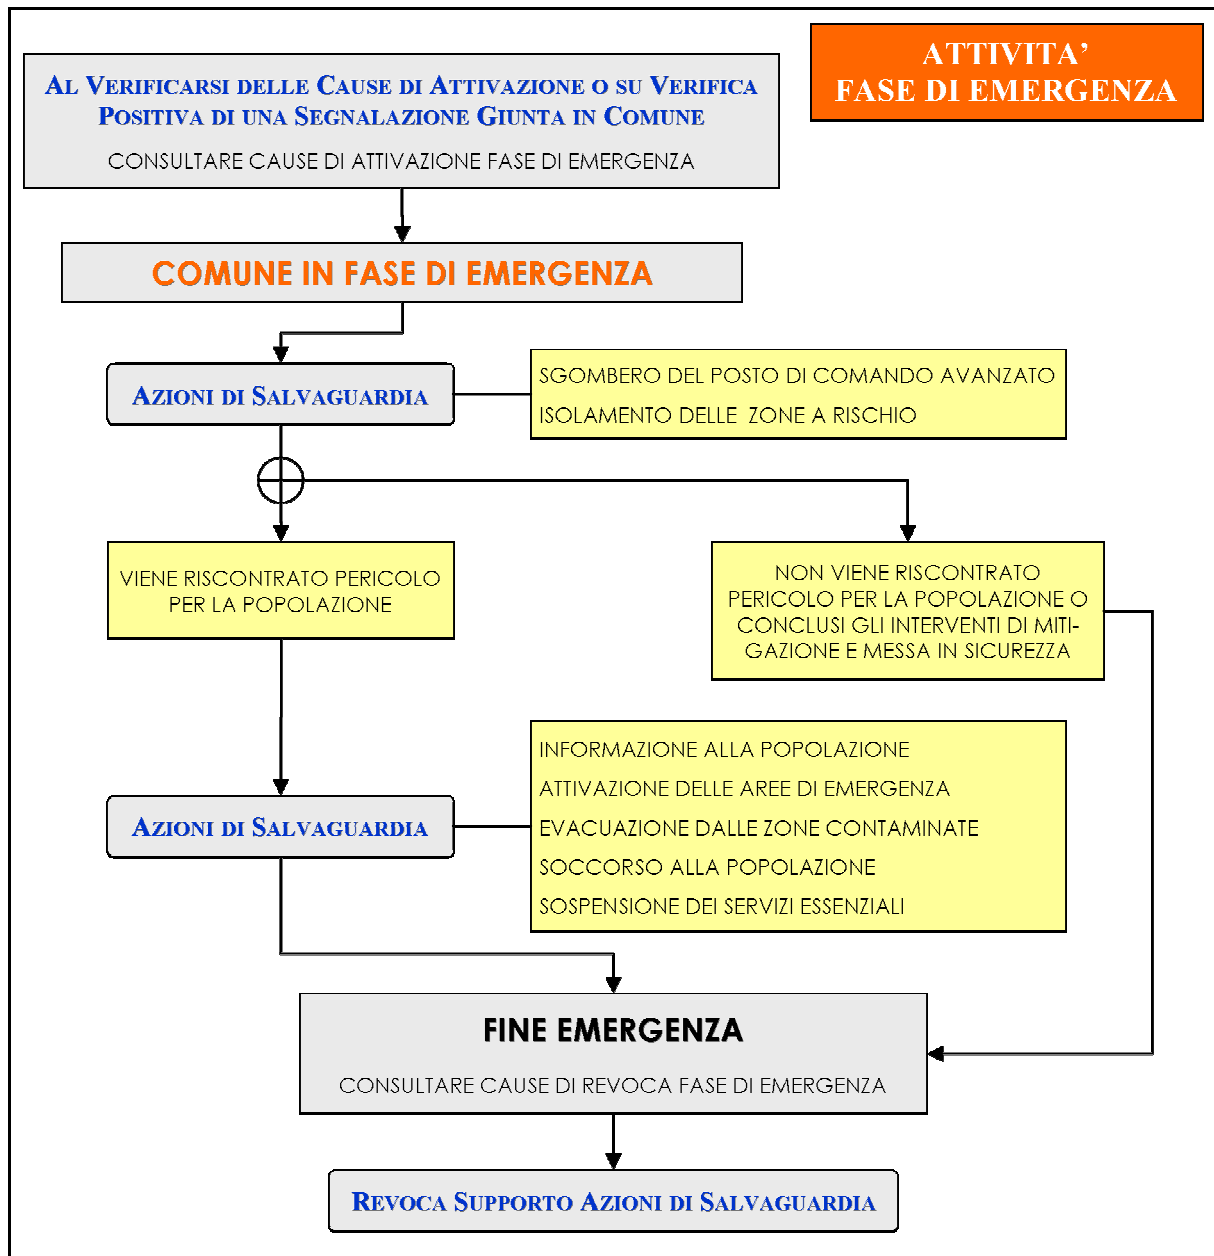 ATTIVITA’
FASE DI EMERGENZA
AL VERIFICARSI DELLE CAUSE DI ATTIVAZIONE O SU VERIFICA
POSITIVA DI UNA SEGNALAZIONE GIUNTA IN COMUNE
CONSULTARE CAUSE DI ATTIVAZIONE FASE DI EMERGENZA
COMUNE IN FASE DI EMERGENZA
AZIONI DI SALVAGUARDIA
SGOMBERO DEL POSTO DI COMANDO AVANZATO
ISOLAMENTO DELLE ZONE A RISCHIO
VIENE RISCONTRATO PERICOLO
PER LA POPOLAZIONE
NON VIENE RISCONTRATO
PERICOLO PER LA POPOLAZIONE O
CONCLUSI GLI INTERVENTI DI MITI-
GAZIONE E MESSA IN SICUREZZA
INFORMAZIONE ALLA POPOLAZIONE
ATTIVAZIONE DELLE AREE DI EMERGENZA
EVACUAZIONE DALLE ZONE CONTAMINATE
SOCCORSO ALLA POPOLAZIONE
SOSPENSIONE DEI SERVIZI ESSENZIALI
AZIONI DI SALVAGUARDIA
FINE EMERGENZA
CONSULTARE CAUSE DI REVOCA FASE DI EMERGENZA
REVOCA SUPPORTO AZIONI DI SALVAGUARDIA